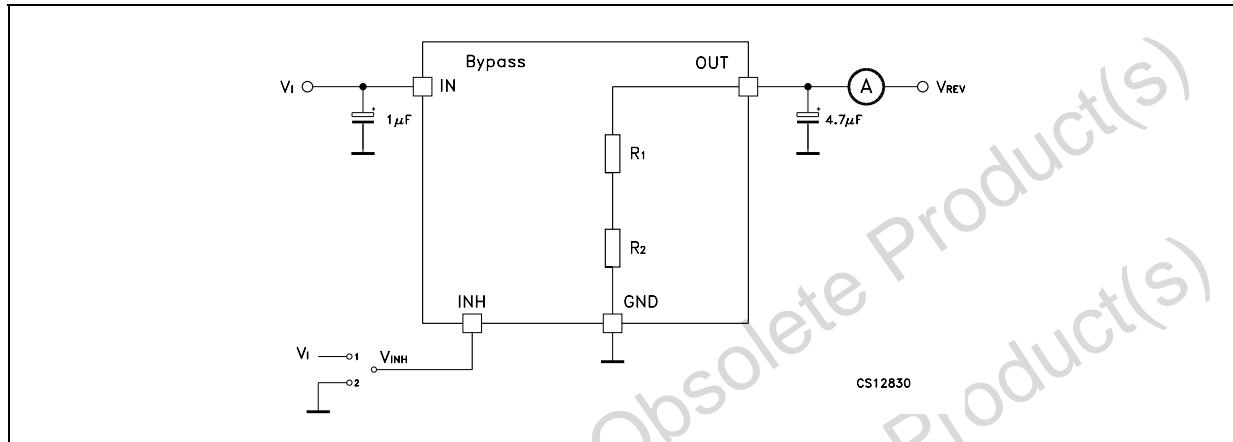 Bypass
OUT
VI
IN
A
VREV
1μF
4.7μF
R1
R2
INH
GND
VI
1
VINH
2
CS12830
Obsolete Product(s)
Product(s)